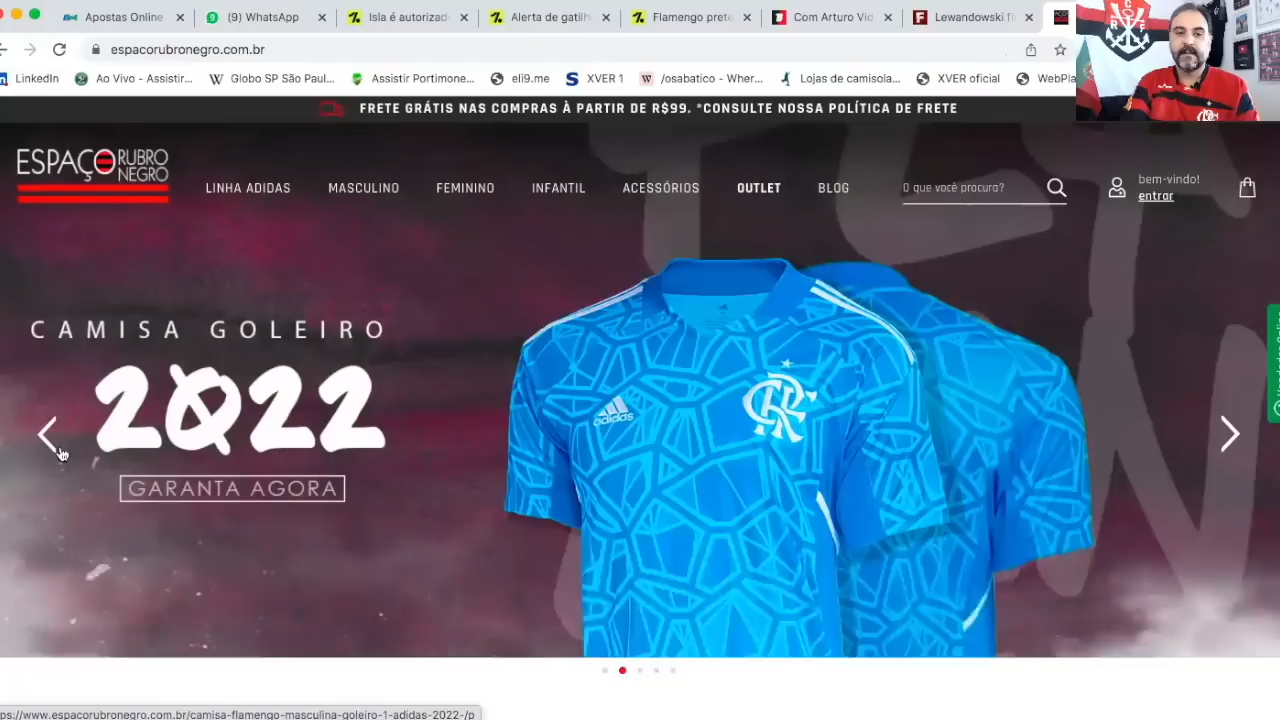 Apostas Online
(9) WhatsApp
Isla é autorizad
Alerta de gatilh
Flamengo prete
Com Arturo Vid
Lewandowski fi
espacorubronegro.com.br
LinkedIn
Ao Vivo - Assistir...
Globo SP São Paul...
Assistir Portimone...
eli9.me
XVER 1
/osabatico - Wher...
Lojas de camisola...
XVER oficial
WebPla
FRETE GRÁTIS NAS COMPRAS À PARTIR DE R$99. *CONSULTE NOSSA POLÍTICA DE FRETE
ESPAÇO RUBRO NEGRO
LINHA ADIDAS
MASCULINO
FEMININO
INFANTIL
ACESSÓRIOS
OUTLET
BLOG
O que você procura?
bem-vindo!
entrar
CAMISA GOLEIRO
2022
GARANTA AGORA
adidas
ps://www.espacorubronegro.com.br/camisa-flamengo-masculina-goleiro-1-adidas-2022-/p